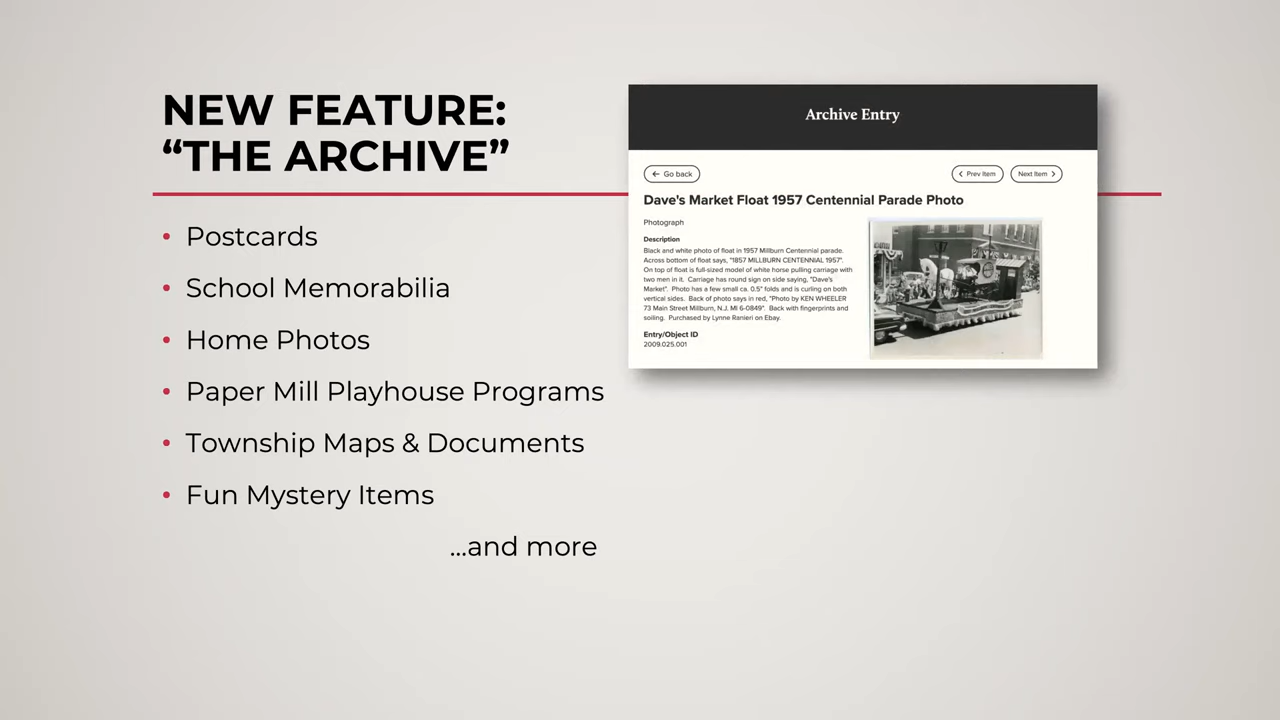 NEW FEATURE:
“THE ARCHIVE”
• Postcards
• School Memorabilia
• Home Photos
• Paper Mill Playhouse Programs
• Township Maps & Documents
• Fun Mystery Items
...and more
Archive Entry
← Go back
Prev Item
Next Item
Dave's Market Float 1957 Centennial Parade Photo
Photograph
Description
Black and white photo of float in 1957 Millburn Centennial parade.
Across bottom of float says, "1857 MILLBURN CENTENNIAL 1957".
On top of float is full-sized model of white horse pulling carriage with
two men in it. Carriage has round sign on side saying, "Dave's
Market". Photo has a few small ca. 0.5" folds and is curling on both
vertical sides. Back of photo says in red, "Photo by KEN WHEELER
73 Main Street Millburn, N.J. MI 6-0849". Back with fingerprints and
soiling. Purchased by Lynne Ranieri on Ebay.
Entry/Object ID
2009.025.001